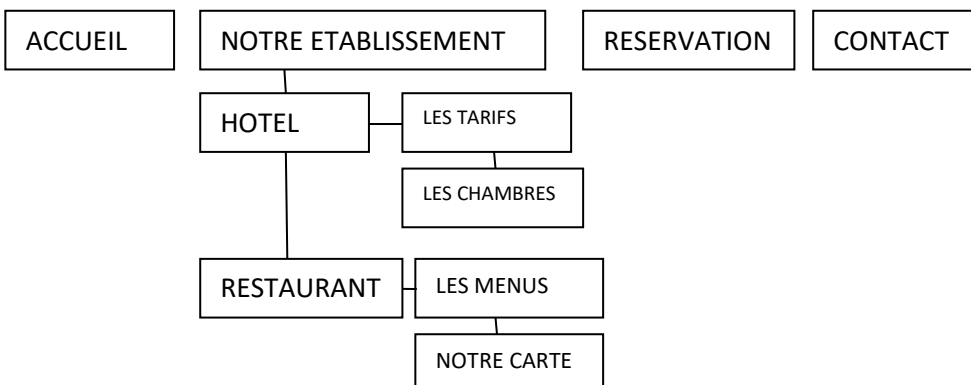 ACCUEIL
NOTRE ETABLISSEMENT
RESERVATION
CONTACT
HOTEL
LES TARIFS
LES CHAMBRES
RESTAURANT
LES MENUS
NOTRE CARTE